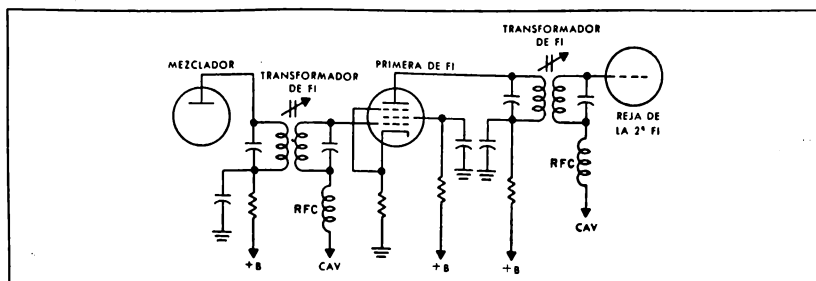 TRANSFORMADOR
DE FI
MEZCLADOR
TRANSFORMADOR
DE FI
PRIMERA DE FI
REJA DE
LA 2ª FI
RFC
RFC
CAV
+B
CAV
+B
+B